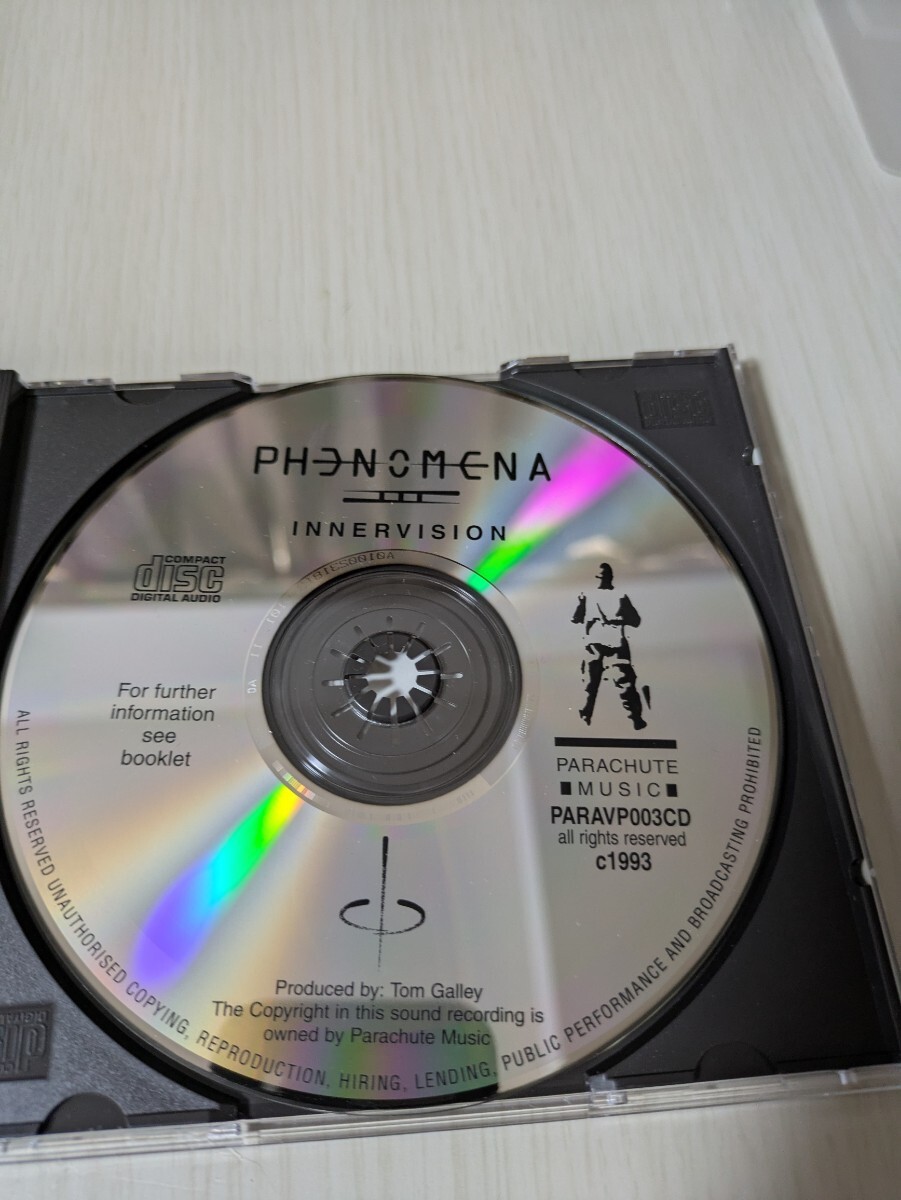 PHENOMENA
III
INNERVISION
COMPACT
disc
DIGITAL AUDIO
For further
information
see
booklet
PARACHUTE
MUSIC
PARAVP003CD
all rights reserved
c1993
Produced by: Tom Galley
The Copyright in this sound recording is
owned by Parachute Music
ALL RIGHTS RESERVED UNAUTHORISED COPYING, REPRODUCTION, HIRING, LENDING, PUBLIC PERFORMANCE AND BROADCASTING PROHIBITED